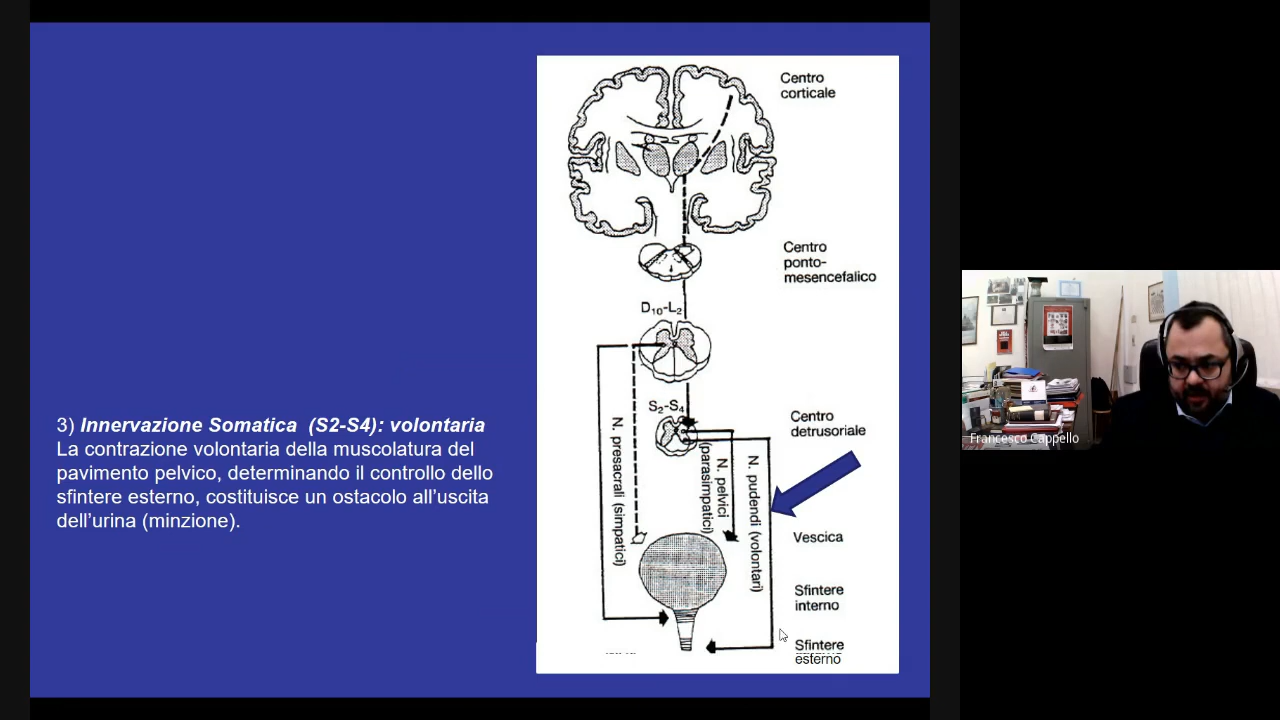 3) Innervazione Somatica (S2-S4): volontaria
La contrazione volontaria della muscolatura del
pavimento pelvico, determinando il controllo dello
sfintere esterno, costituisce un ostacolo all’uscita
dell’urina (minzione).
Centro
corticale
Centro
ponto-
mesencefalico
D10-L2
S2-S4
Centro
detrusoriale
N. presacrali (simpatici)
N. pelvici
(parasimpatici)
N. pudendi (volontari)
Vescica
Sfintere
interno
Sfintere
esterno
Francesco Cappello